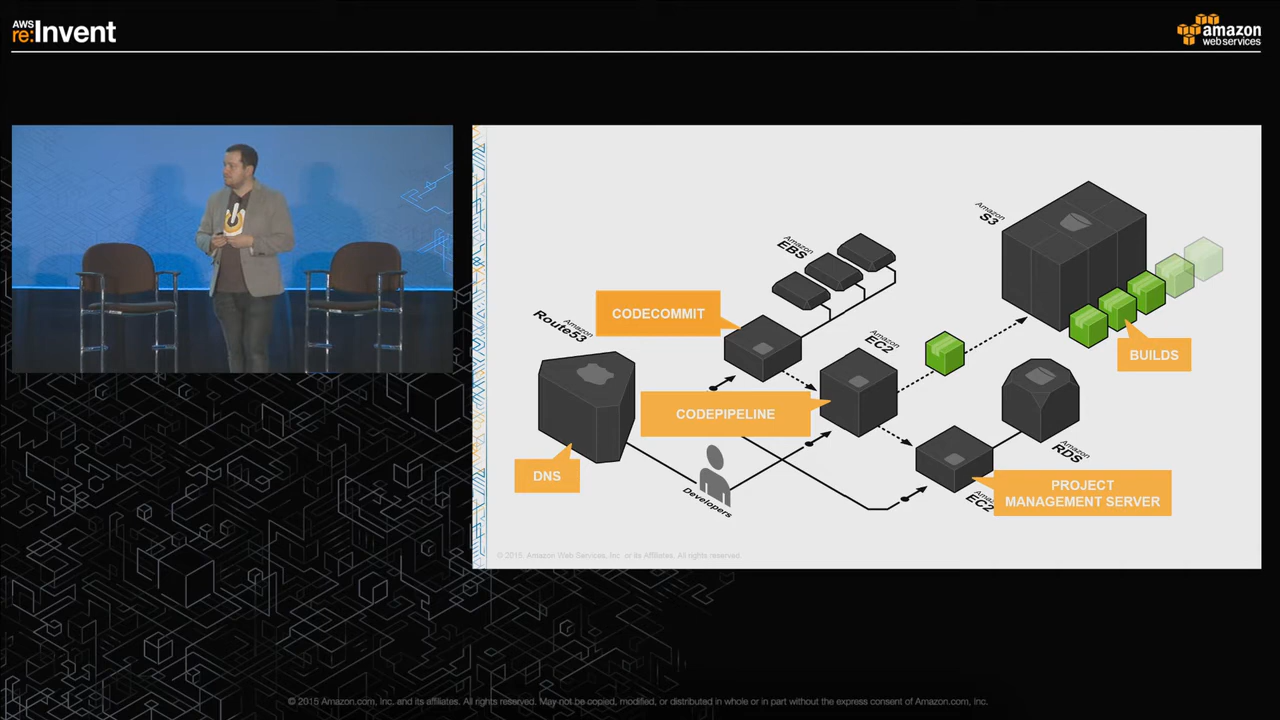 AWS
re:Invent
amazon
web services
Amazon
S3
Amazon
EBS
CODECOMMIT
Amazon
Route53
Amazon
EC2
BUILDS
CODEPIPELINE
RDS
DNS
Developers
PROJECT
MANAGEMENT SERVER
EC2
© 2015, Amazon Web Services, Inc. or its Affiliates. All rights reserved.
© 2015 Amazon.com, Inc. and its affiliates. All rights reserved. May not be copied, modified, or distributed in whole or in part without the express consent of Amazon.com, Inc.